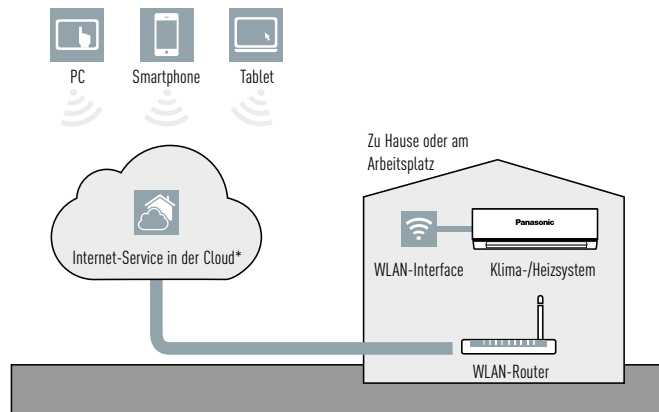 PC
Smartphone
Tablet
Zu Hause oder am
Arbeitsplatz
Panasonic
Internet-Service in der Cloud*
WLAN-Interface
Klima-/Heizsystem
WLAN-Router